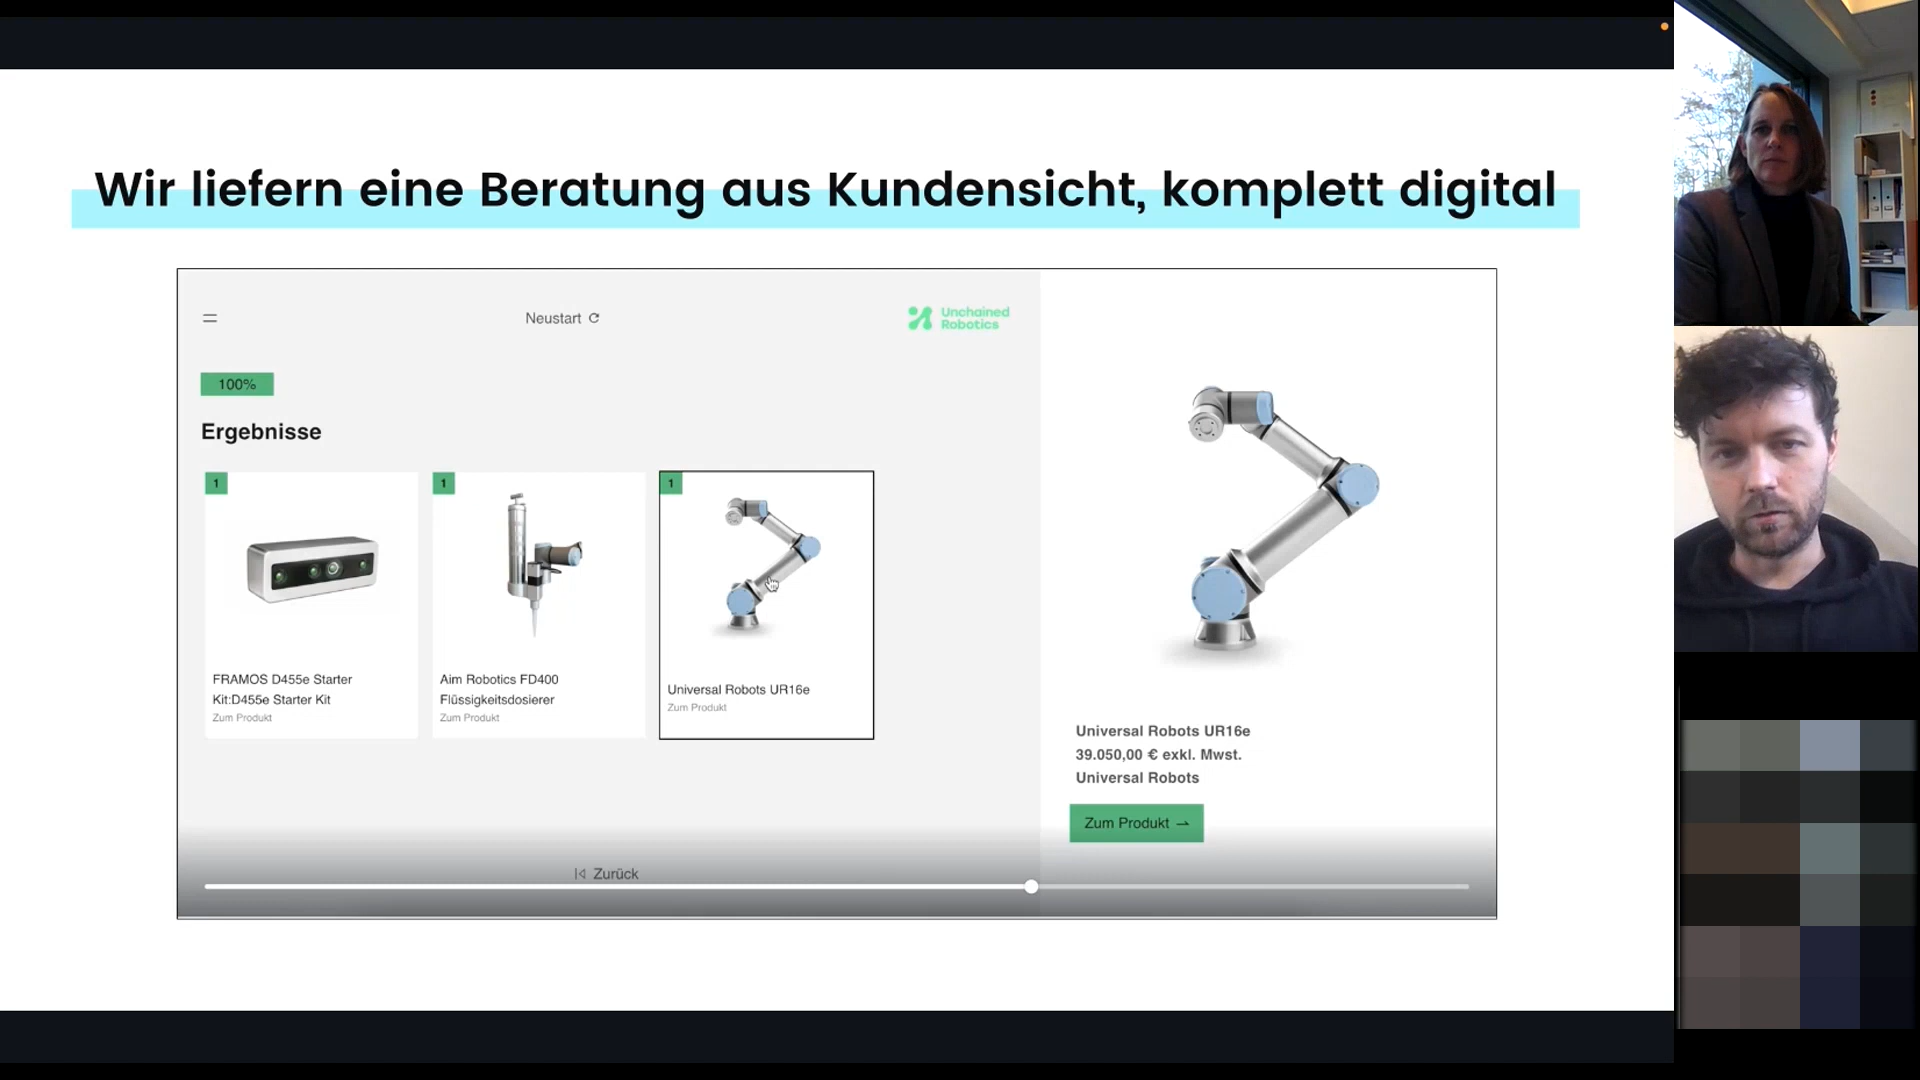 Wir liefern eine Beratung aus Kundensicht, komplett digital
Neustart
Unchained
Robotics
100%
Ergebnisse
1
FRAMOS D455e Starter
Kit:D455e Starter Kit
Zum Produkt
1
Aim Robotics FD400
Flüssigkeitsdosierer
Zum Produkt
1
Universal Robots UR16e
Zum Produkt
Zurück
Universal Robots UR16e
39.050,00 € exkl. Mwst.
Universal Robots
Zum Produkt